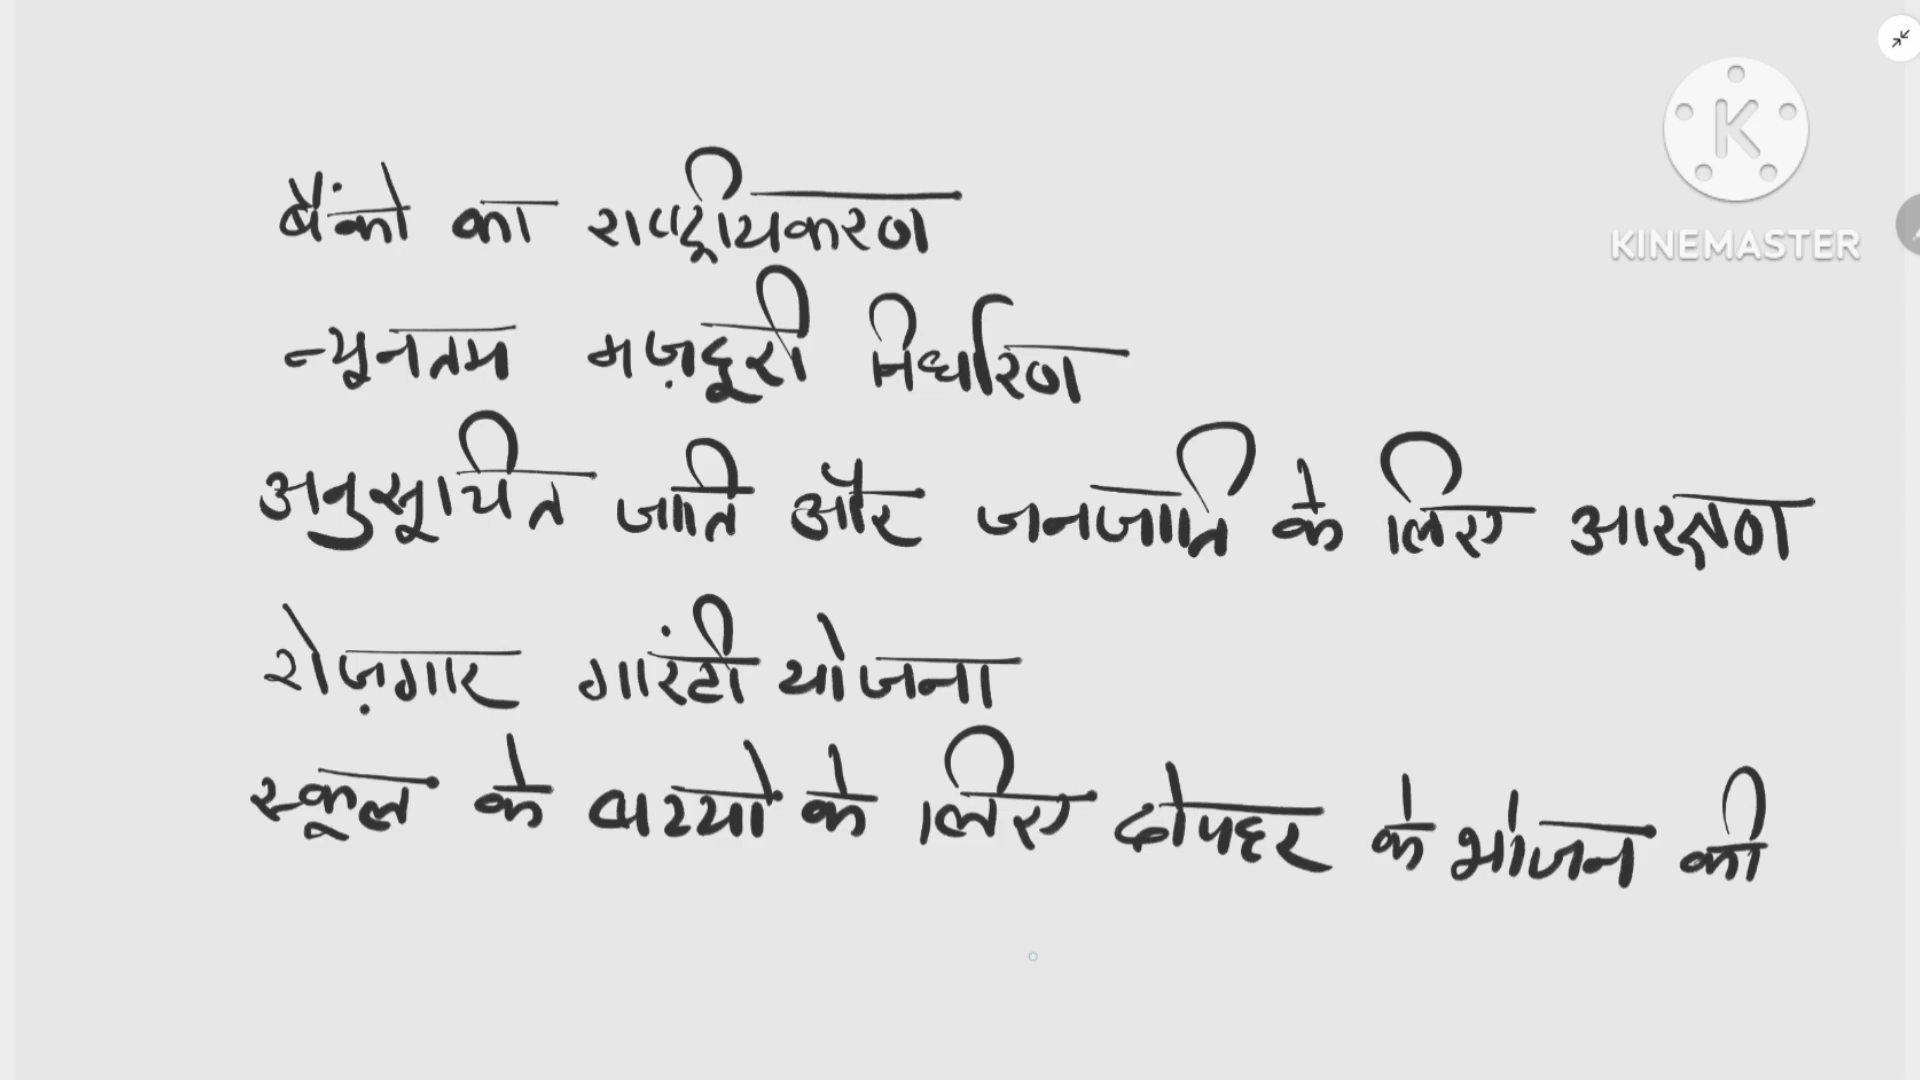 KINEMASTER
बैंको का राष्ट्रीयकरण
न्यूनतम मज़दूरी निर्धारण
अनुसूचित जाति और जनजाति के लिए आरक्षण
रोज़गार गारंटी योजना
स्कूल के बच्चो के लिए दोपहर के भोजन की